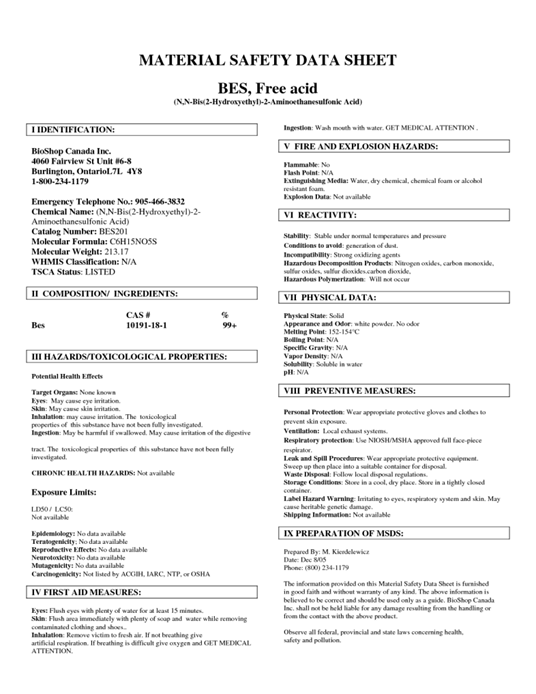 MATERIAL SAFETY DATA SHEET
BES, Free acid
(N,N-Bis(2-Hydroxyethyl)-2-Aminoethanesulfonic Acid)
I IDENTIFICATION:
BioShop Canada Inc.
4060 Fairview St Unit #6-8
Burlington, OntarioL7L 4Y8
1-800-234-1179
Emergency Telephone No.: 905-466-3832
Chemical Name: (N,N-Bis(2-Hydroxyethyl)-2-
Aminoethanesulfonic Acid)
Catalog Number: BES201
Molecular Formula: C6H15NO5S
Molecular Weight: 213.17
WHMIS Classification: N/A
TSCA Status: LISTED
II COMPOSITION/ INGREDIENTS:
CAS # %
Bes 10191-18-1 99+
III HAZARDS/TOXICOLOGICAL PROPERTIES:
Potential Health Effects
Target Organs: None known
Eyes: May cause eye irritation.
Skin: May cause skin irritation.
Inhalation: may cause irritation. The toxicological
properties of this substance have not been fully investigated.
Ingestion: May be harmful if swallowed. May cause irritation of the digestive
tract. The toxicological properties of this substance have not been fully
investigated.
CHRONIC HEALTH HAZARDS: Not available
Exposure Limits:
LD50 / LC50:
Not available
Epidemiology: No data available
Teratogenicity: No data available
Reproductive Effects: No data available
Neurotoxicity: No data available
Mutagenicity: No data available
Carcinogenicity: Not listed by ACGIH, IARC, NTP, or OSHA
IV FIRST AID MEASURES:
Eyes: Flush eyes with plenty of water for at least 15 minutes.
Skin: Flush area immediately with plenty of soap and water while removing
contaminated clothing and shoes..
Inhalation: Remove victim to fresh air. If not breathing give
artificial respiration. If breathing is difficult give oxygen and GET MEDICAL
ATTENTION.
Ingestion: Wash mouth with water. GET MEDICAL ATTENTION .
V FIRE AND EXPLOSION HAZARDS:
Flammable: No
Flash Point: N/A
Extinguishing Media: Water, dry chemical, chemical foam or alcohol
resistant foam.
Explosion Data: Not available
VI REACTIVITY:
Stability: Stable under normal temperatures and pressure
Conditions to avoid: generation of dust.
Incompatibility: Strong oxidizing agents
Hazardous Decomposition Products: Nitrogen oxides, carbon monoxide,
sulfur oxides, sulfur dioxides.carbon dioxide,
Hazardous Polymerization: Will not occur
VII PHYSICAL DATA:
Physical State: Solid
Appearance and Odor: white powder, No odor
Melting Point: 152-154°C
Boiling Point: N/A
Specific Gravity: N/A
Vapor Density: N/A
Solubility: Soluble in water
pH: N/A
VIII PREVENTIVE MEASURES:
Personal Protection: Wear appropriate protective gloves and clothes to
prevent skin exposure.
Ventilation: Local exhaust systems.
Respiratory protection: Use NIOSH/MSHA approved full face-piece
respirator.
Leak and Spill Procedures: Wear appropriate protective equipment.
Sweep up then place into a suitable container for disposal.
Waste Disposal: Follow local disposal regulations.
Storage Conditions: Store in a cool, dry place. Store in a tightly closed
container.
Label Hazard Warning: Irritating to eyes, respiratory system and skin. May
cause heritable genetic damage.
Shipping Information: Not available
IX PREPARATION OF MSDS:
Prepared By: M. Kierdelewicz
Date: Dec 8/05
Phone: (800) 234-1179
The information provided on this Material Safety Data Sheet is furnished
in good faith and without warranty of any kind. The above information is
believed to be correct and should be used only as a guide. BioShop Canada
Inc. shall not be held liable for any damage resulting from the handling or
from the contact with the above product.
Observe all federal, provincial and state laws concerning health,
safety and pollution.